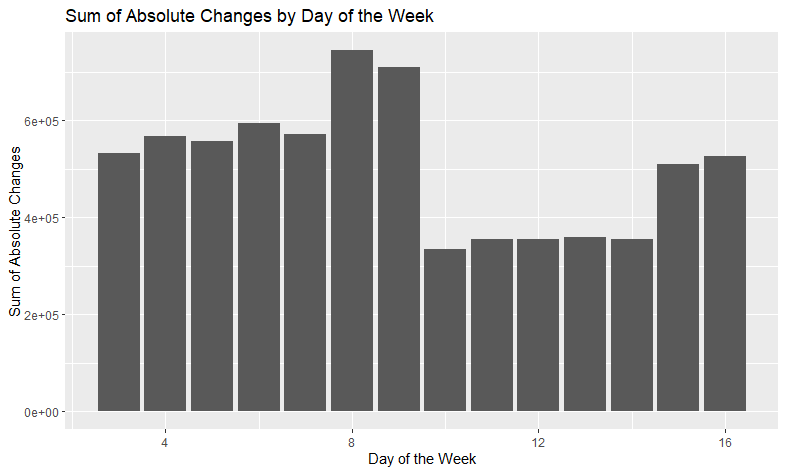 Sum of Absolute Changes by Day of the Week
Sum of Absolute Changes
6e+05
4e+05
2e+05
0e+00
4 8 12 16
Day of the Week